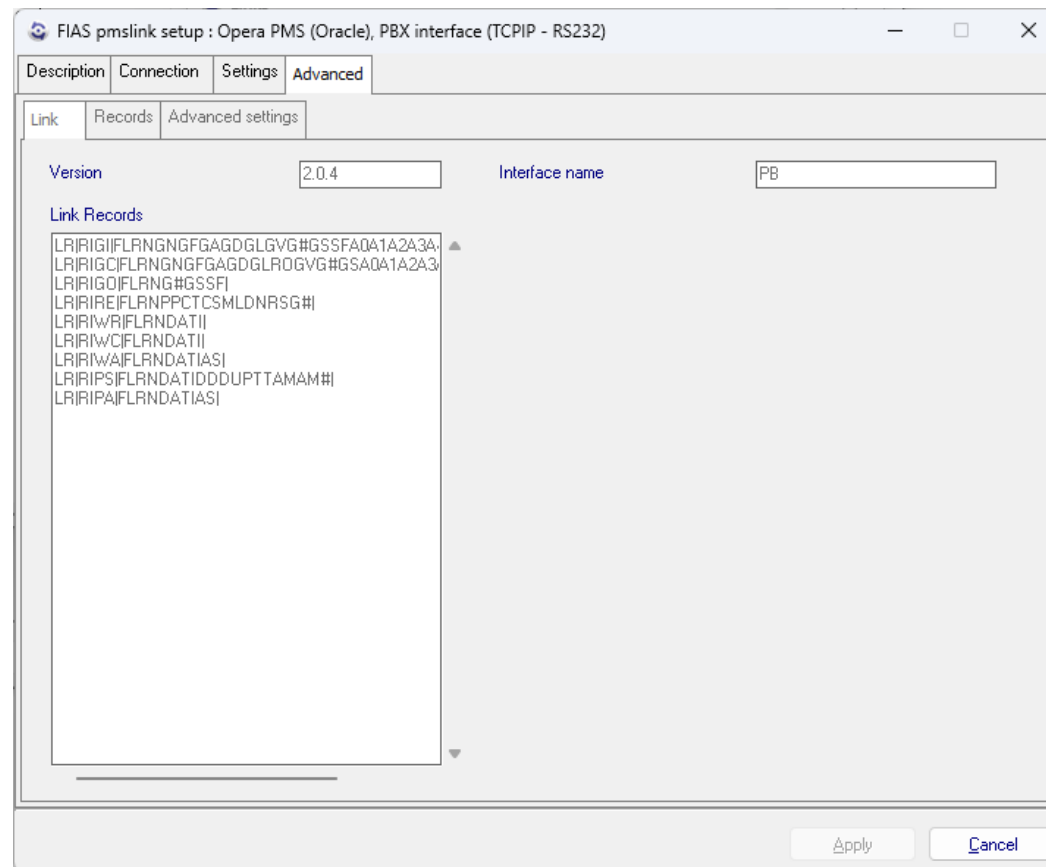 FIAS pmslink setup : Opera PMS (Oracle), PBX interface (TCPIP - RS232)
Description Connection Settings Advanced
Link Records Advanced settings
Version 2.0.4 Interface name PB
Link Records
LR|RIGI|FLRNGNGFGAGDGLGVG#GSSFA0A1A2A3A
LR|RIGC|FLRNGNGFGAGDGLROGVG#GSA0A1A2A3
LR|RIGO|FLRNG#GSSF|
LR|RIRE|FLRNPPCTCSMLDNRSG#|
LR|RIWR|FLRNDATI|
LR|RIWC|FLRNDATI|
LR|RIWA|FLRNDATIAS|
LR|RIPS|FLRNDATIDDDUPTTAMAM#|
LR|RIPA|FLRNDATIAS|
Apply Cancel